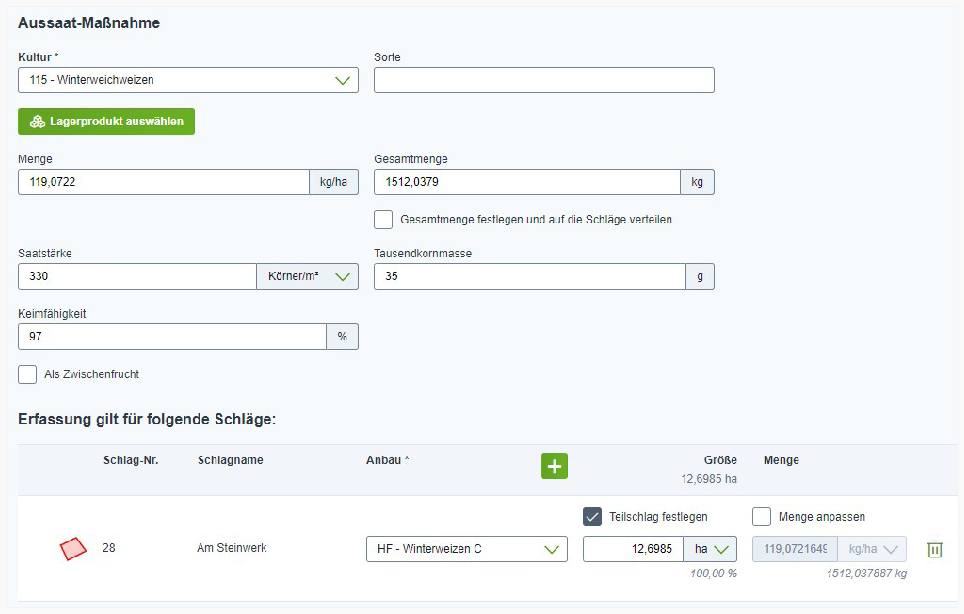 Aussaat-Maßnahme
Kultur *
Sorte
115 - Winterweichweizen
Lagerprodukt auswählen
Menge
Gesamtmenge
119,0722 kg/ha
1512,0379 kg
Gesamtmenge festlegen und auf die Schläge verteilen
Saatstärke
Tausendkornmasse
330 Körner/m²
35 g
Keimfähigkeit
97 %
Als Zwischenfrucht
Erfassung gilt für folgende Schläge:
Schlag-Nr. Schlagname Anbau * Größe Menge
12,6985 ha
Teilschlag festlegen Menge anpassen
28 Am Steinwerk HF - Winterweizen C 12,6985 ha 119,0721649 kg/ha
100,00 % 1512,037887 kg